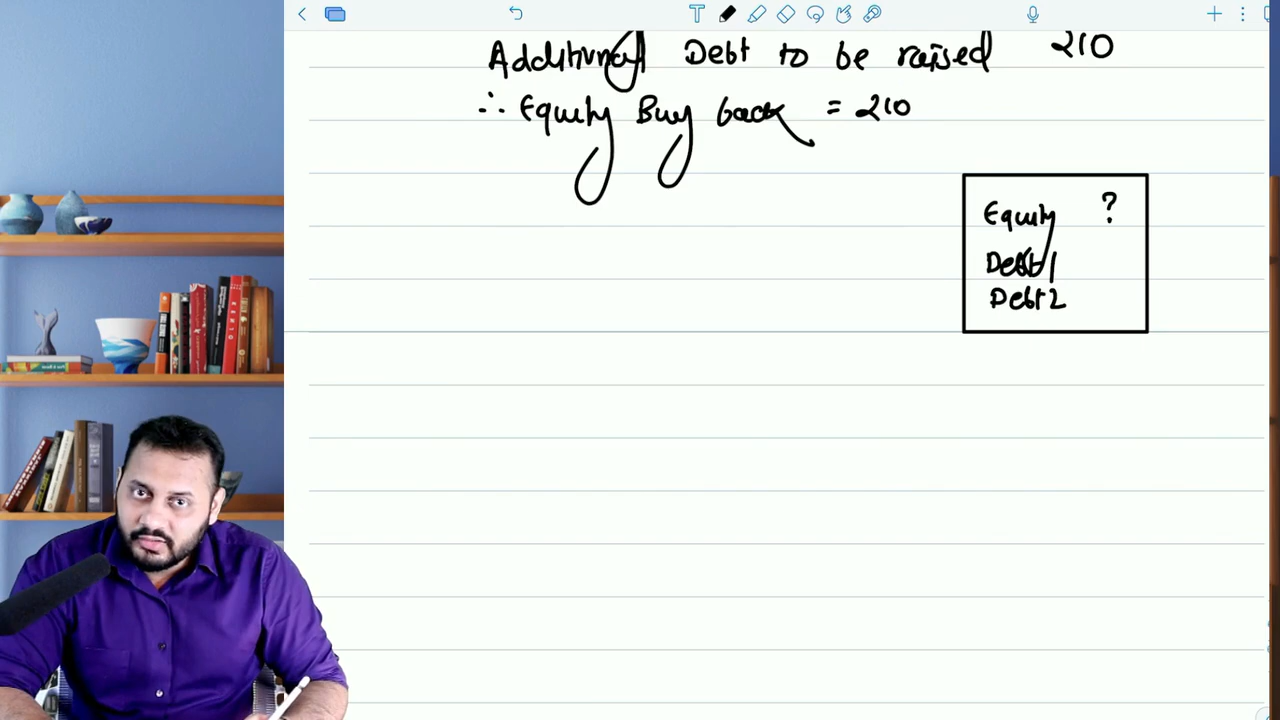 Additional Debt to be raised 210
∴ Equity Buy back = 210
Equity ?
Debt 1
Debt 2